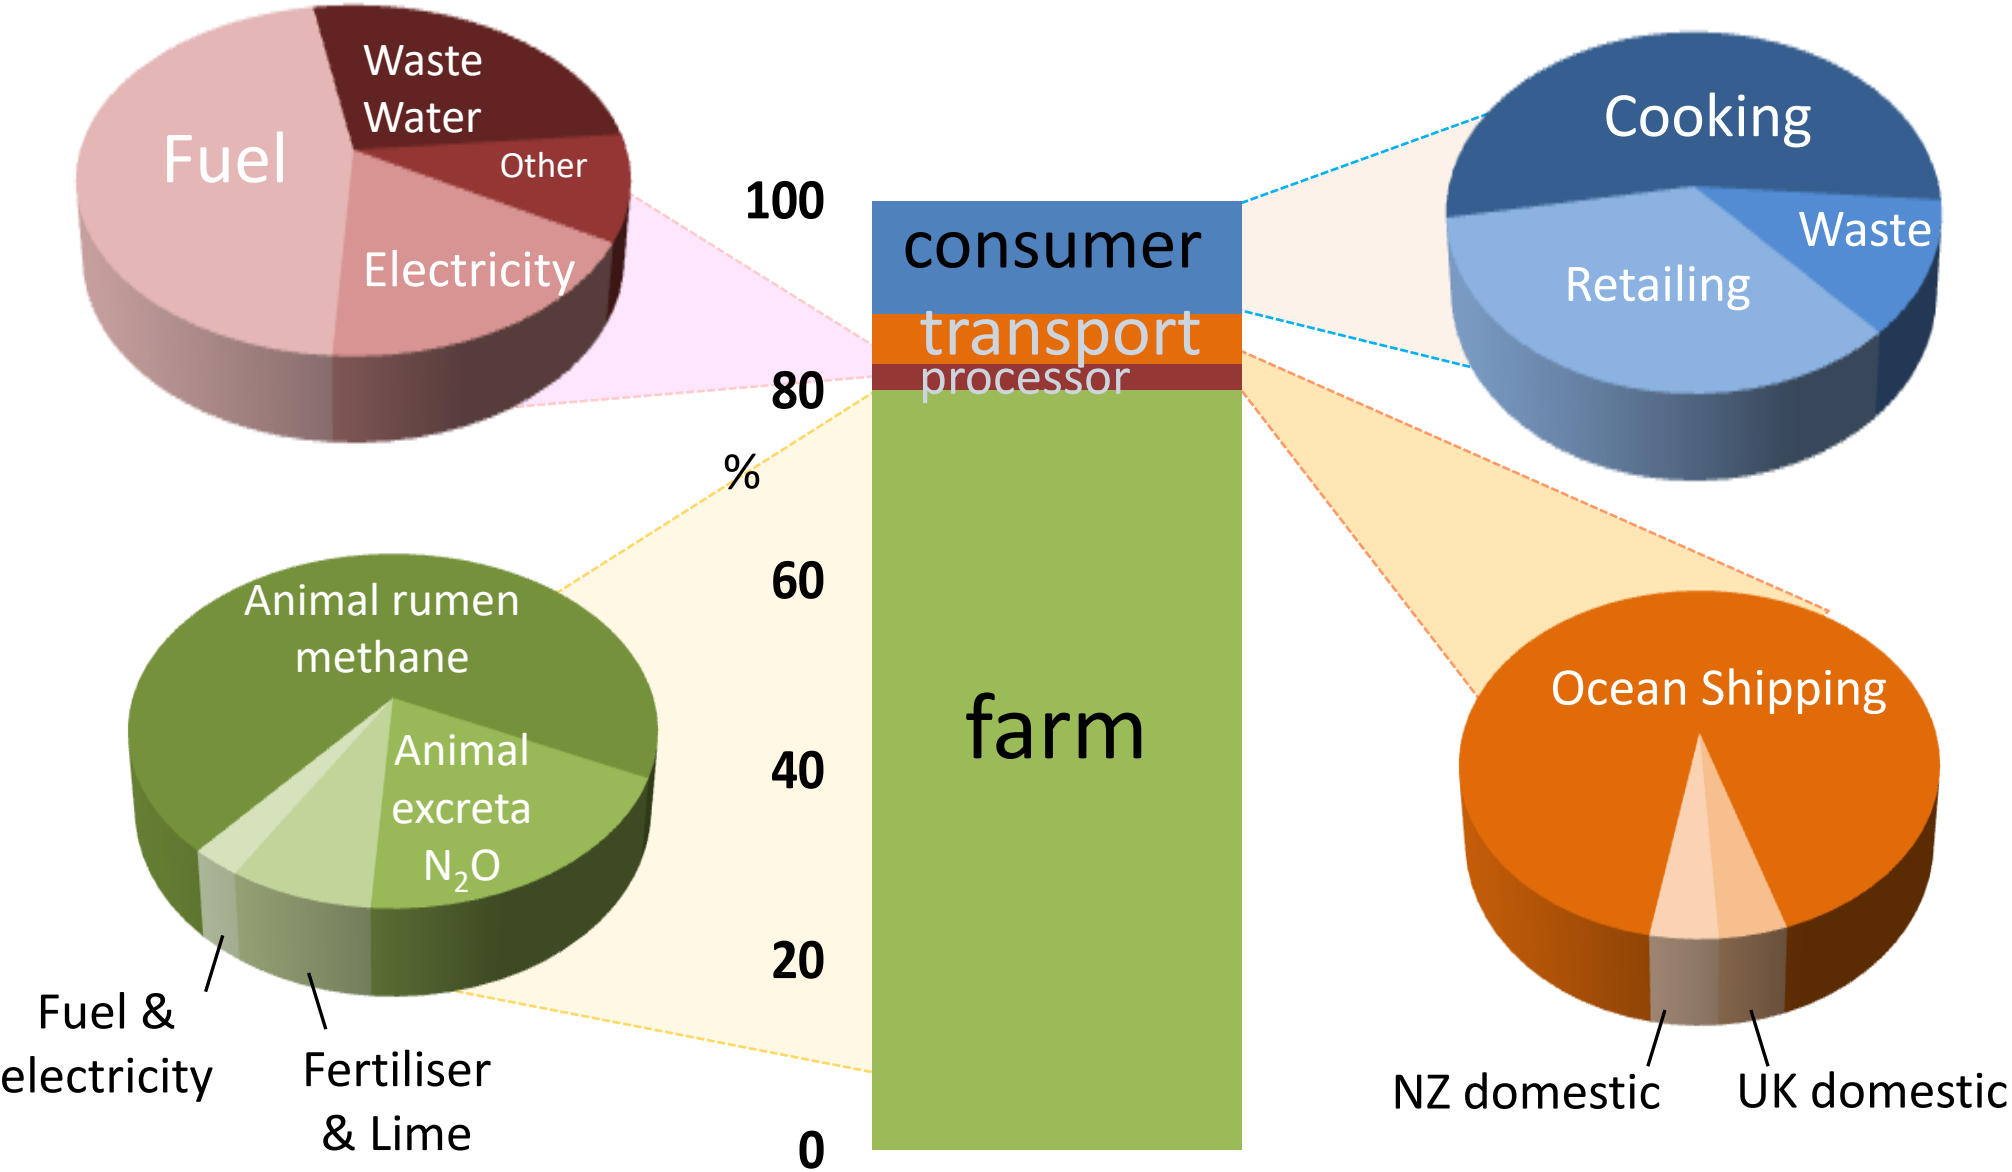 Waste
Water
Fuel
Other
Electricity
100
80
%
60
40
20
0
consumer
transport
processor
farm
Cooking
Waste
Retailing
Animal rumen
methane
Animal
excreta
N₂O
Fuel &
electricity
Fertiliser
& Lime
Ocean Shipping
NZ domestic
UK domestic